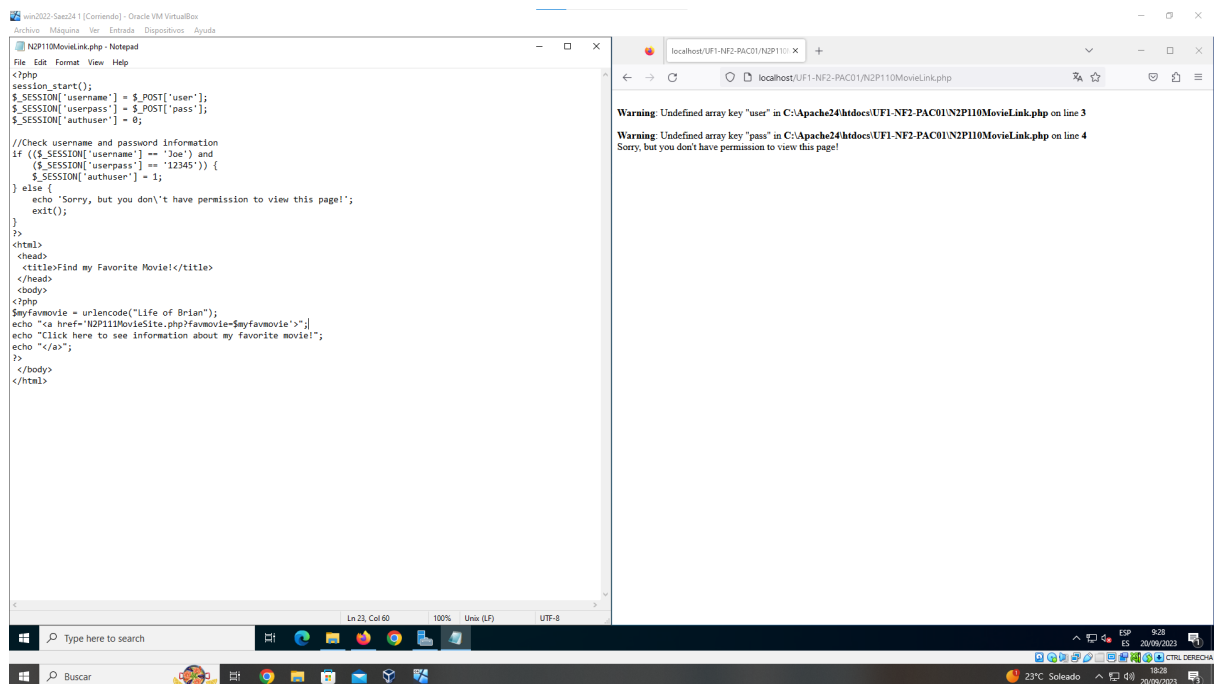 win2022-Saez24 1 [Corriendo] - Oracle VM VirtualBox
Archivo Máquina Ver Entrada Dispositivos Ayuda
N2P110MovieLink.php - Notepad
File Edit Format View Help
<?php
session_start();
$_SESSION['username'] = $_POST['user'];
$_SESSION['userpass'] = $_POST['pass'];
$_SESSION['authuser'] = 0;
//Check username and password information
if (($_SESSION['username'] == 'Joe') and
($_SESSION['userpass'] == '12345')) {
$_SESSION['authuser'] = 1;
} else {
echo 'Sorry, but you don\'t have permission to view this page!';
exit();
}
?>
<html>
<head>
<title>Find my Favorite Movie!</title>
</head>
<body>
<?php
$myfavmovie = urlencode("Life of Brian");
echo "<a href='N2P111MovieSite.php?favmovie=$myfavmovie'>";
echo "Click here to see information about my favorite movie!";
echo "</a>";
?>
</body>
</html>
Ln 23, Col 60 100% Unix (LF) UTF-8
localhost/UF1-NF2-PAC01/N2P110
localhost/UF1-NF2-PAC01/N2P110MovieLink.php
Warning: Undefined array key "user" in C:\Apache24\htdocs\UF1-NF2-PAC01\N2P110MovieLink.php on line 3
Warning: Undefined array key "pass" in C:\Apache24\htdocs\UF1-NF2-PAC01\N2P110MovieLink.php on line 4
Sorry, but you don't have permission to view this page!
Type here to search
ESP
ES
9:28
20/09/2023
CTRL DERECHA
Buscar
23°C Soleado
18:28
20/09/2023